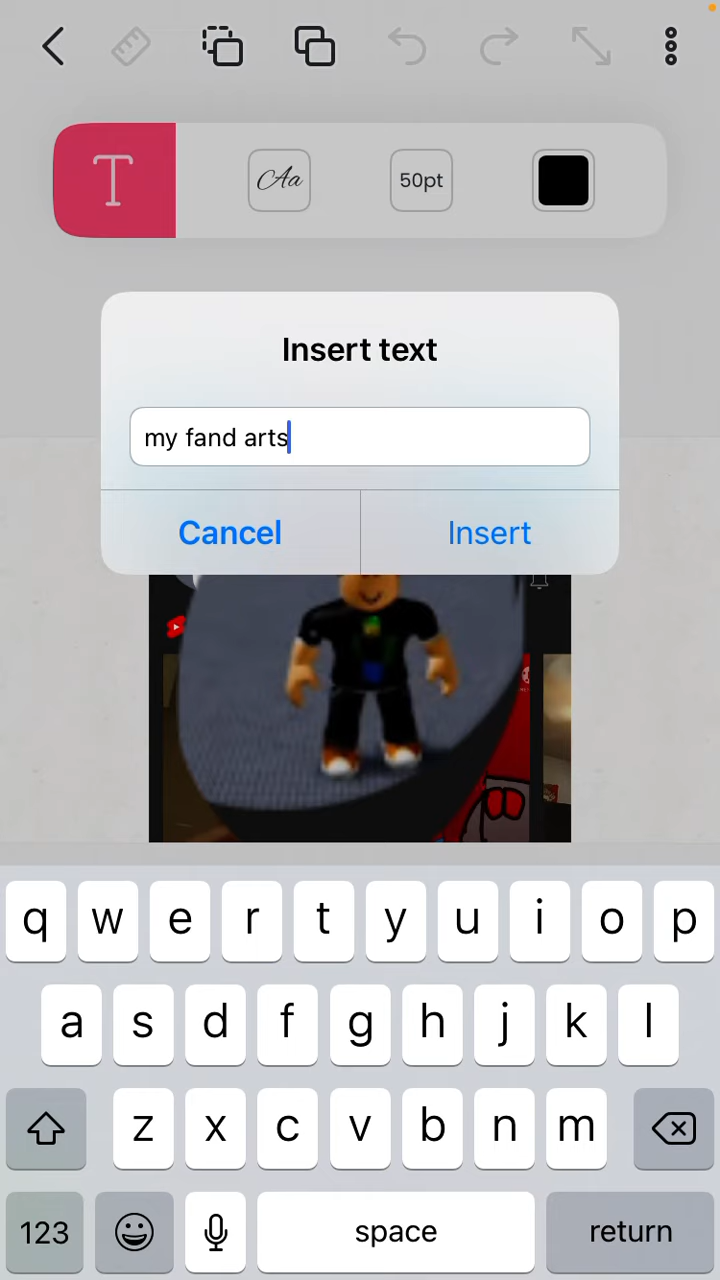 T
Aa
50pt
Insert text
my fand arts
Cancel
Insert
q w e r t y u i o p
a s d f g h j k l
z x c v b n m
123
space
return